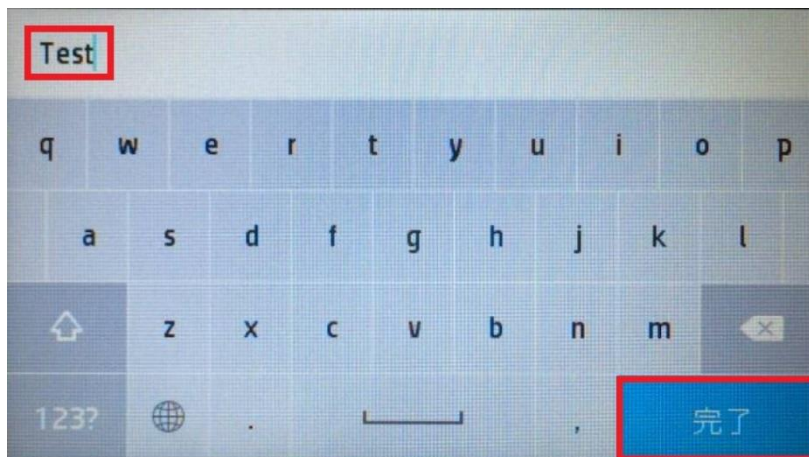 Test
q w e r t y u i o p
a s d f g h j k l
z x c v b n m
123? . , 完了